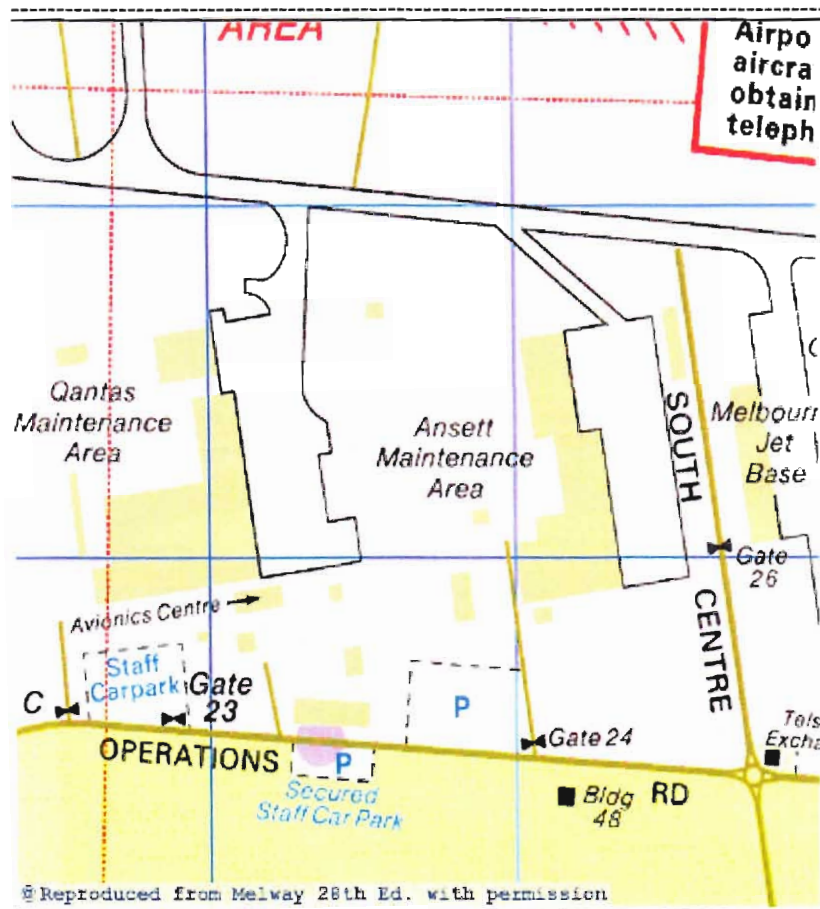 AREA
Airpo
aircra
obtain
teleph
Qantas
Maintenance
Area
Ansett
Maintenance
Area
SOUTH
Melbourn
Jet
Base
Gate
26
Avionics Centre
CENTRE
Staff
Carpark
Gate
23
C
P
Gate 24
Tels
Excha
OPERATIONS
P
RD
Secured
Staff Car Park
Bldg
48
@Reproduced from Melway 28th Ed. with permission